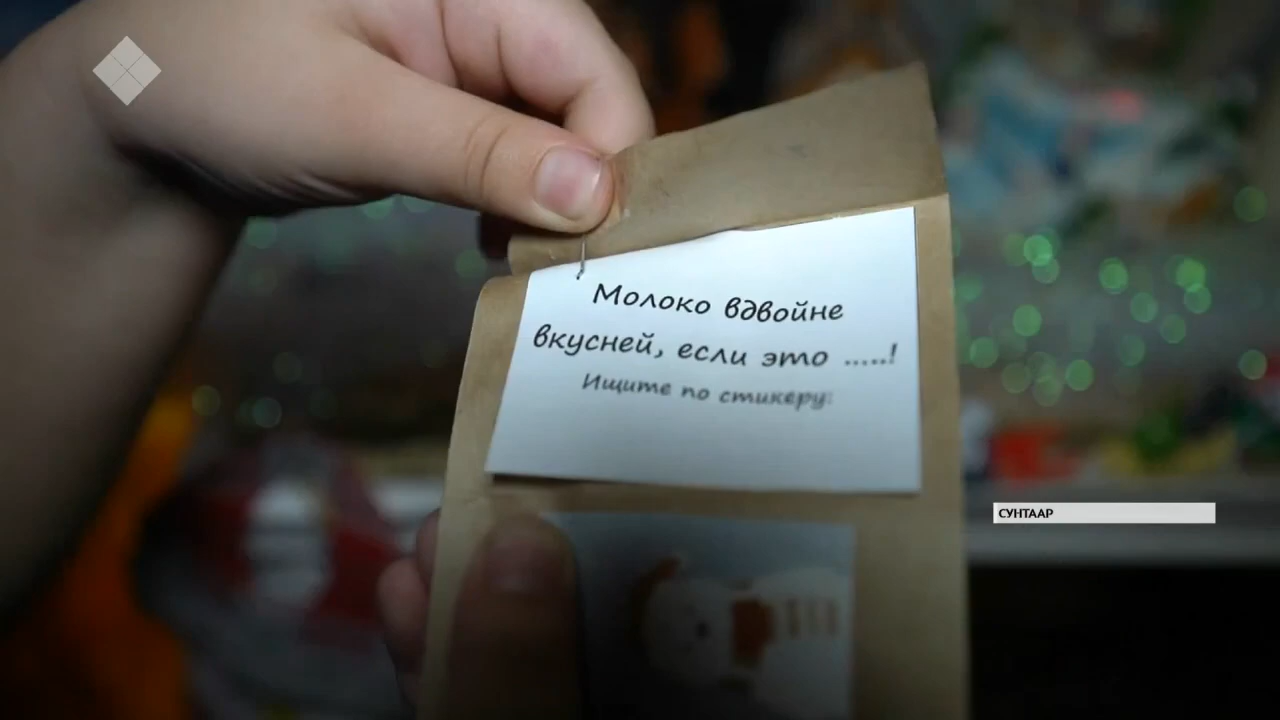 Молоко вдвойне
вкусней, если это .....!
Ищите по стикеру:
СУНТААР